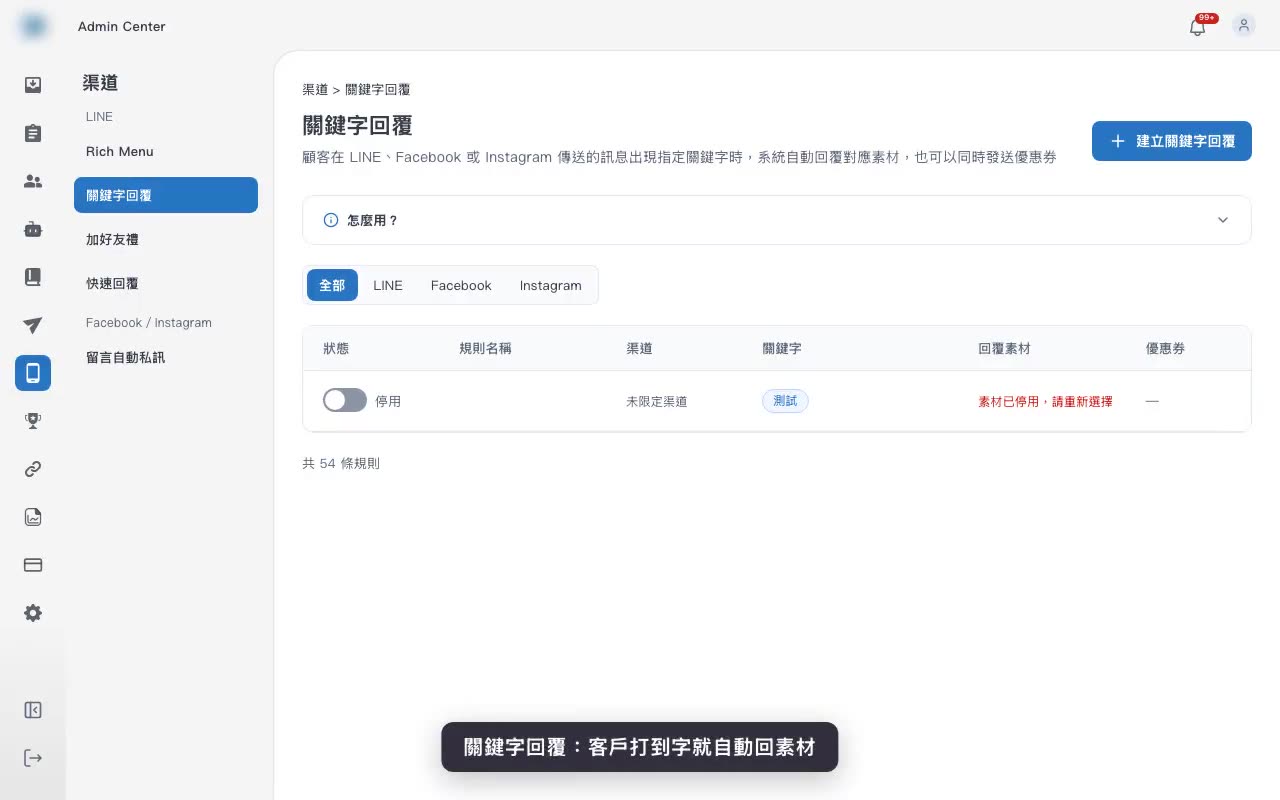 Admin Center
99+
渠道
LINE
Rich Menu
關鍵字回覆
加好友禮
快速回覆
Facebook / Instagram
留言自動私訊
渠道 > 關鍵字回覆
關鍵字回覆
顧客在 LINE、Facebook 或 Instagram 傳送的訊息出現指定關鍵字時，系統自動回覆對應素材，也可以同時發送優惠券
＋ 建立關鍵字回覆
怎麼用？
全部 LINE Facebook Instagram
狀態 規則名稱 渠道 關鍵字 回覆素材 優惠券
停用 未限定渠道 測試 素材已停用，請重新選擇 —
共 54 條規則
關鍵字回覆：客戶打到字就自動回素材